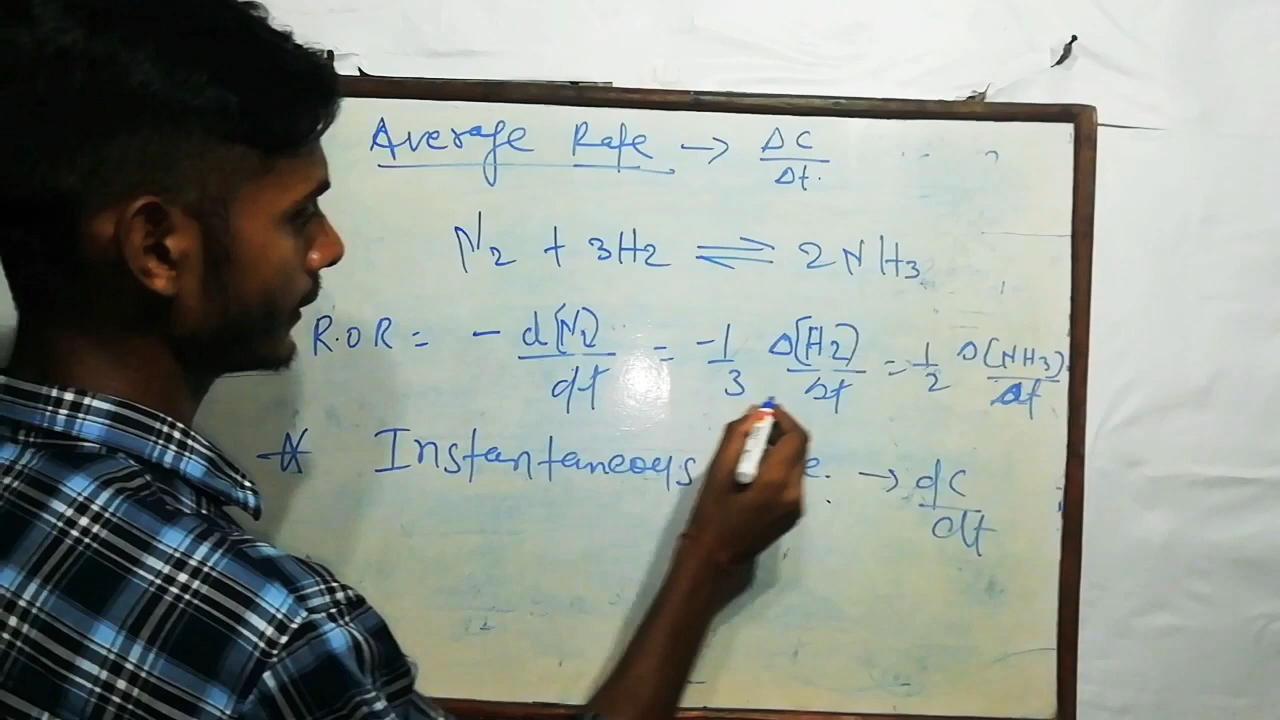 Average Rate → ΔC/Δt.
N2 + 3H2 ⇌ 2NH3
R.O.R = - d[N2]/dt = -1/3 Δ[H2]/Δt = 1/2 Δ[NH3]/Δt
☆ Instantaneous → dC/dt